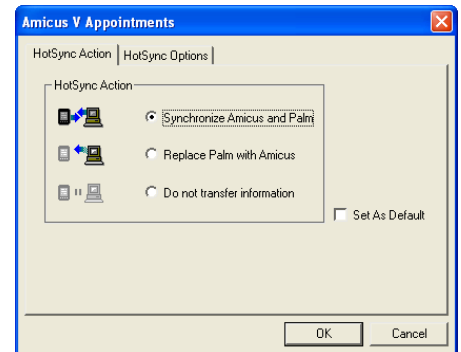 Amicus V Appointments
HotSync Action
HotSync Options
HotSync Action
Synchronize Amicus and Palm
Replace Palm with Amicus
Do not transfer information
Set As Default
OK
Cancel